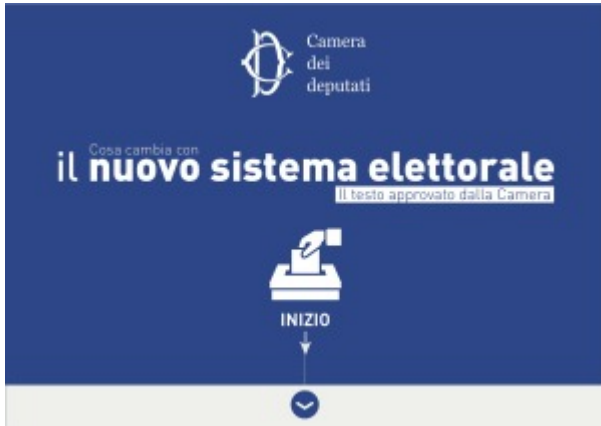 Camera
dei
deputati
Cosa cambia con
il nuovo sistema elettorale
Il testo approvato dalla Camera
INIZIO